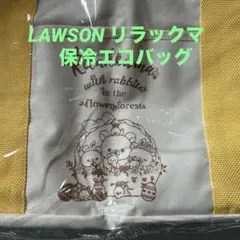 LAWSON リラックマ
保冷エコバッグ
Rilakkuma
with rabbits
in the
flower forest